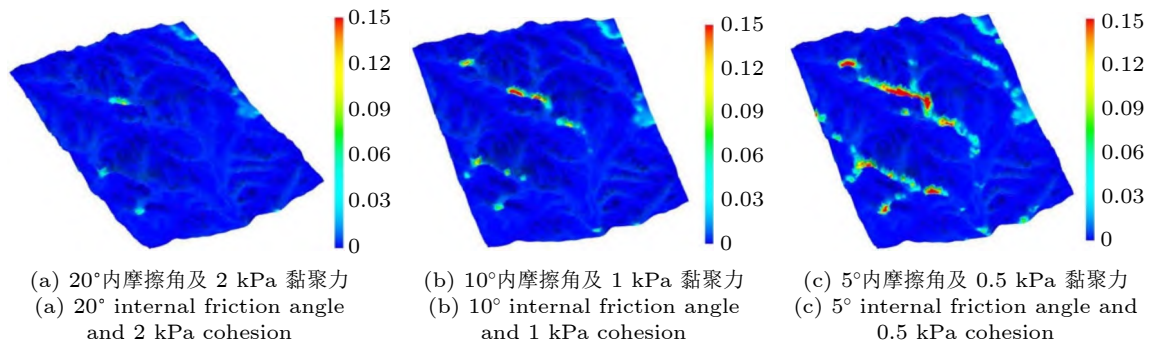 0.15
0.12
0.09
0.06
0.03
0
0.15
0.12
0.09
0.06
0.03
0
0.15
0.12
0.09
0.06
0.03
0
(a) 20°内摩擦角及 2 kPa 黏聚力
(a) 20° internal friction angle
and 2 kPa cohesion
(b) 10°内摩擦角及 1 kPa 黏聚力
(b) 10° internal friction angle
and 1 kPa cohesion
(c) 5°内摩擦角及 0.5 kPa 黏聚力
(c) 5° internal friction angle and
0.5 kPa cohesion